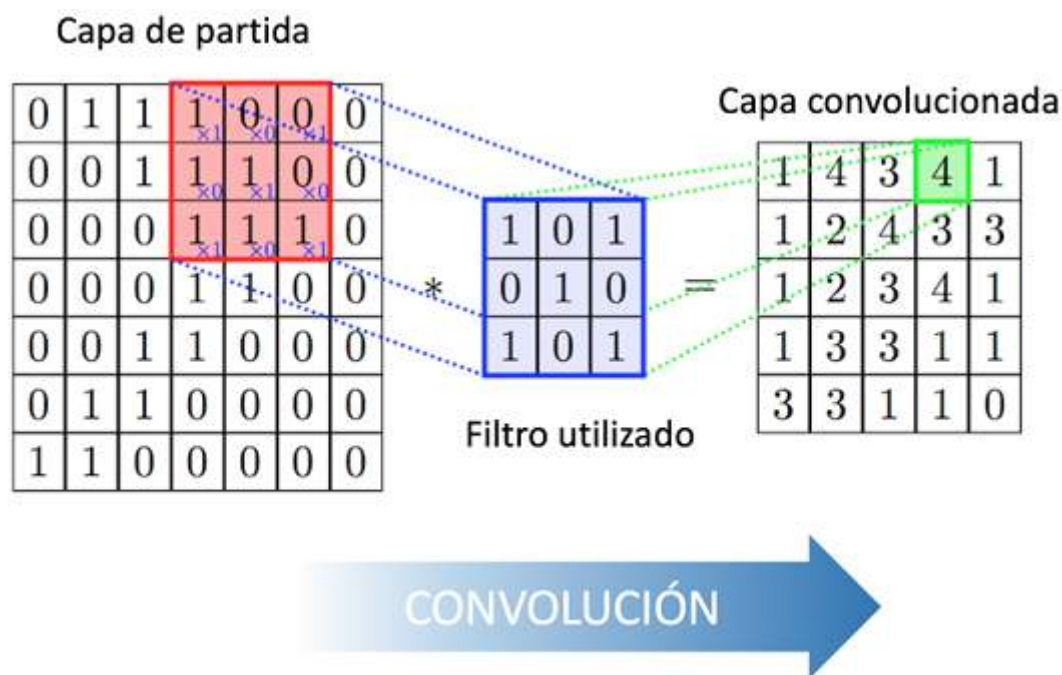 Capa de partida
Capa convolucionada
0 1 1 1 0 0 0
×1 ×0 ×1
0 0 1 1 1 0 0
×0 ×1 ×0
0 0 0 1 1 1 0
×1 ×0 ×1
0 0 0 1 1 0 0
0 0 1 1 0 0 0
0 1 1 0 0 0 0
1 1 0 0 0 0 0
*
1 0 1
0 1 0
1 0 1
=
1 4 3 4 1
1 2 4 3 3
1 2 3 4 1
1 3 3 1 1
3 3 1 1 0
Filtro utilizado
CONVOLUCIÓN